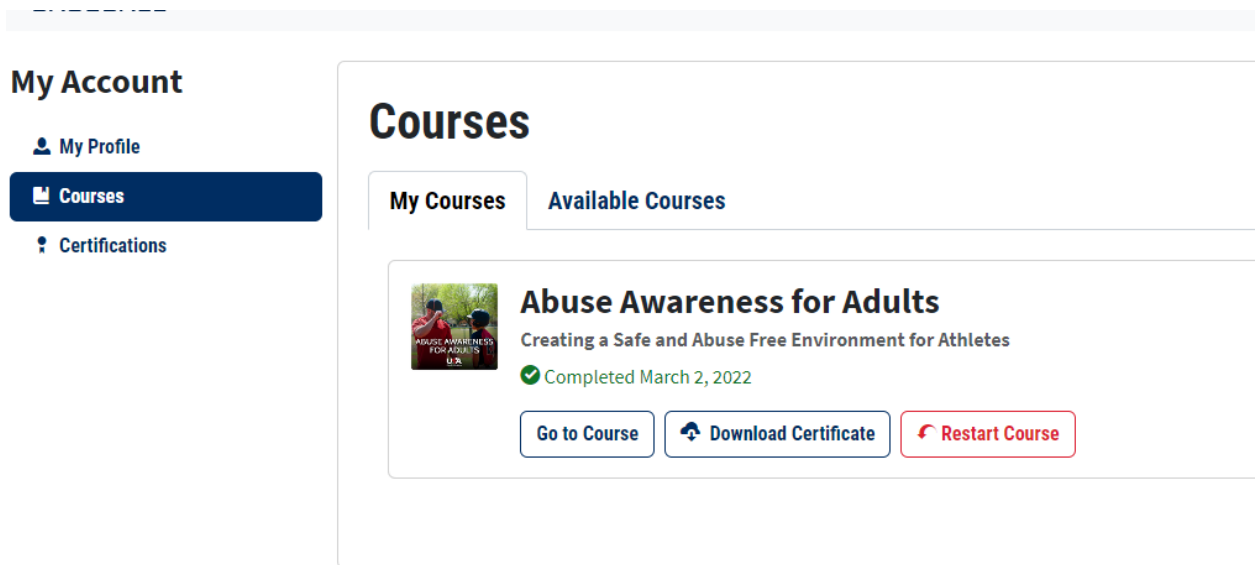 My Account
My Profile
Courses
Certifications
Courses
My Courses
Available Courses
ABUSE AWARENESS
FOR ADULTS
Abuse Awareness for Adults
Creating a Safe and Abuse Free Environment for Athletes
Completed March 2, 2022
Go to Course
Download Certificate
Restart Course